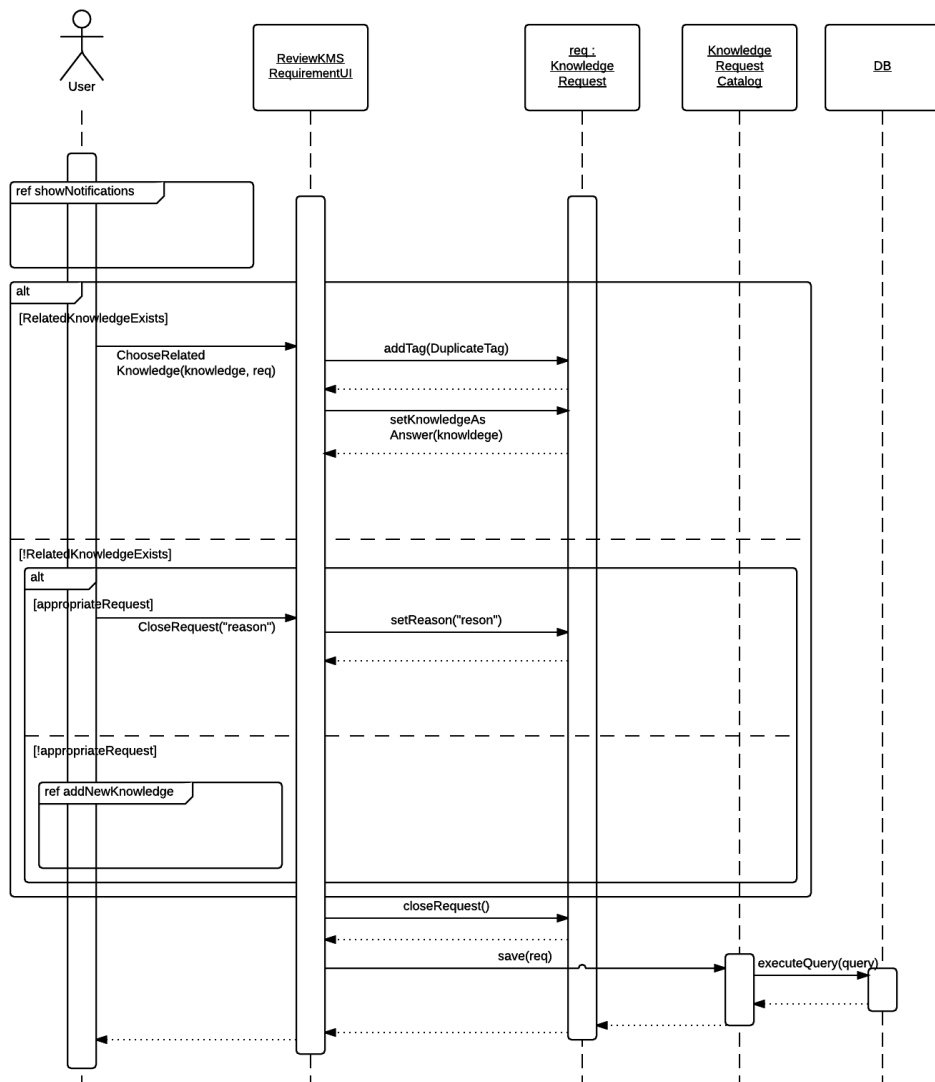 User
ReviewKMS
RequirementUI
req :
Knowledge
Request
Knowledge
Request
Catalog
DB
ref showNotifications
alt
[RelatedKnowledgeExists]
ChooseRelated
Knowledge(knowledge, req)
addTag(DuplicateTag)
setKnowledgeAs
Answer(knowldege)
[!RelatedKnowledgeExists]
alt
[appropriateRequest]
CloseRequest("reason")
setReason("reson")
[!appropriateRequest]
ref addNewKnowledge
closeRequest()
save(req)
executeQuery(query)